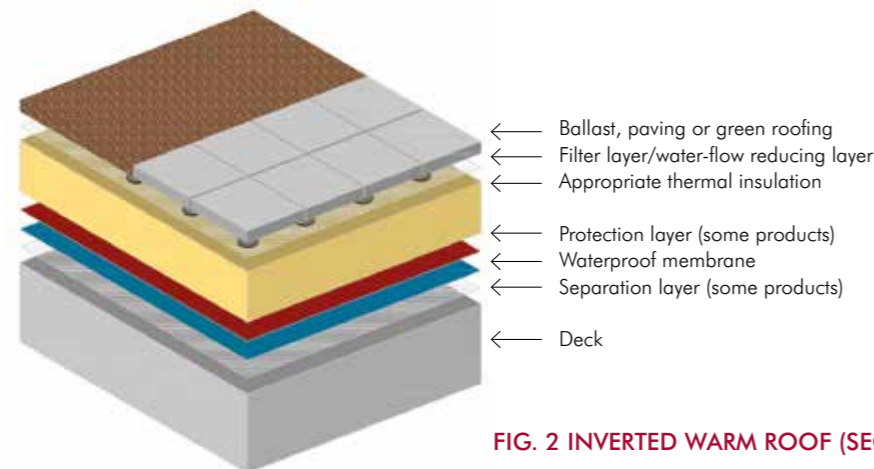 Ballast, paving or green roofing
Filter layer/water-flow reducing layer
Appropriate thermal insulation
Protection layer (some products)
Waterproof membrane
Separation layer (some products)
Deck
FIG. 2 INVERTED WARM ROOF